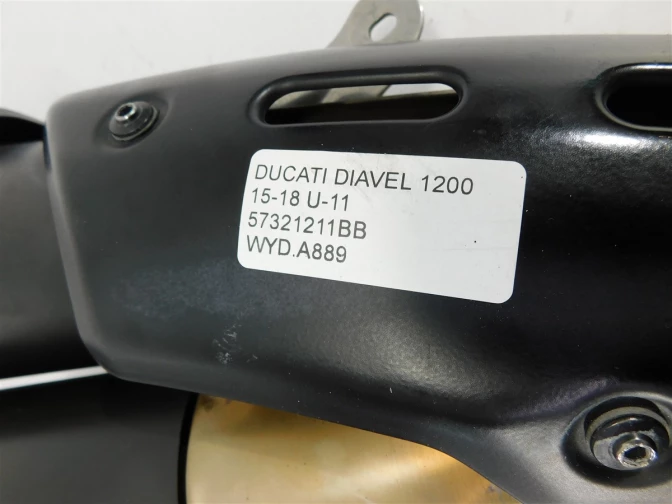 DUCATI DIAVEL 1200
15-18 U-11
57321211BB
WYD.A889